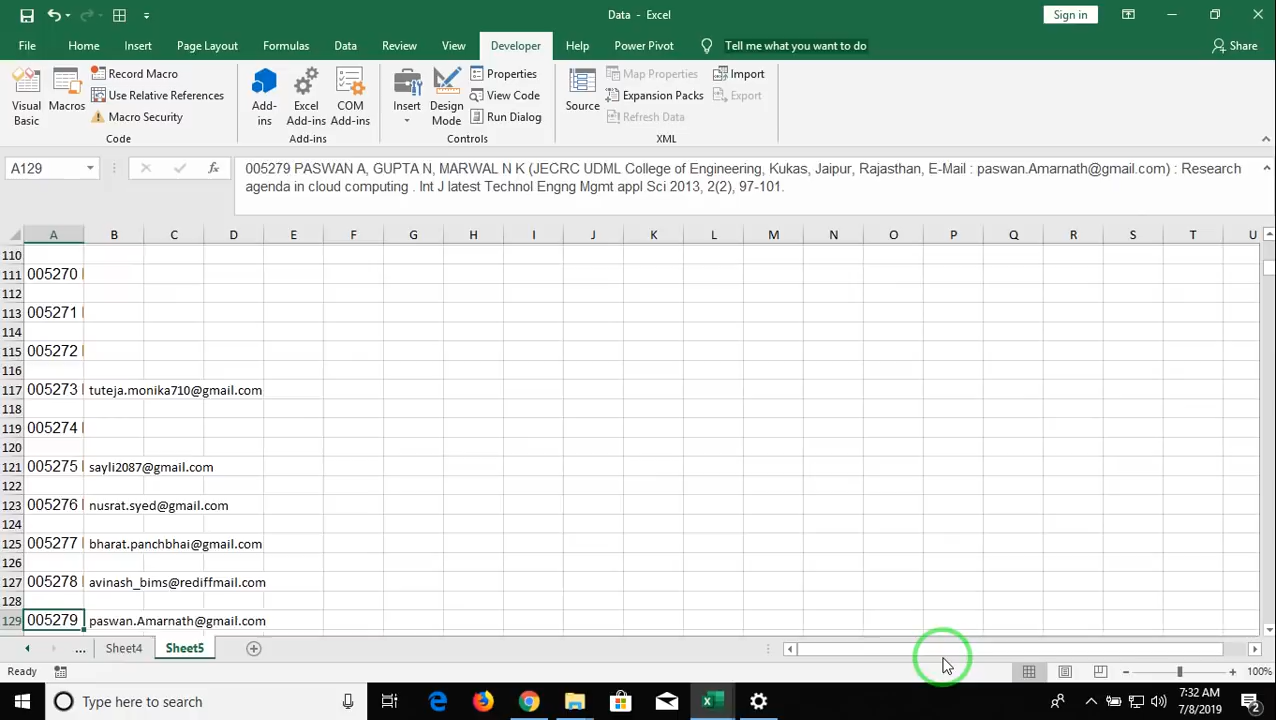 Data - Excel
Sign in
File Home Insert Page Layout Formulas Data Review View Developer Help Power Pivot Tell me what you want to do Share
Visual Basic
Macros
Record Macro
Use Relative References
Macro Security
Code
Add-ins
Excel Add-ins
COM Add-ins
Add-ins
Insert
Design Mode
Properties
View Code
Run Dialog
Controls
Source
Map Properties
Expansion Packs
Refresh Data
Import
Export
XML
A129
fx
005279 PASWAN A, GUPTA N, MARWAL N K (JECRC UDML College of Engineering, Kukas, Jaipur, Rajasthan, E-Mail : paswan.Amarnath@gmail.com) : Research
agenda in cloud computing . Int J latest Technol Engng Mgmt appl Sci 2013, 2(2), 97-101.
A B C D E F G H I J K L M N O P Q R S T U
110
111 005270
112
113 005271
114
115 005272
116
117 005273 tuteja.monika710@gmail.com
118
119 005274
120
121 005275 sayli2087@gmail.com
122
123 005276 nusrat.syed@gmail.com
124
125 005277 bharat.panchbhai@gmail.com
126
127 005278 avinash_bims@rediffmail.com
128
129 005279 paswan.Amarnath@gmail.com
... Sheet4 Sheet5
Ready
100%
Type here to search
7:32 AM
7/8/2019
2